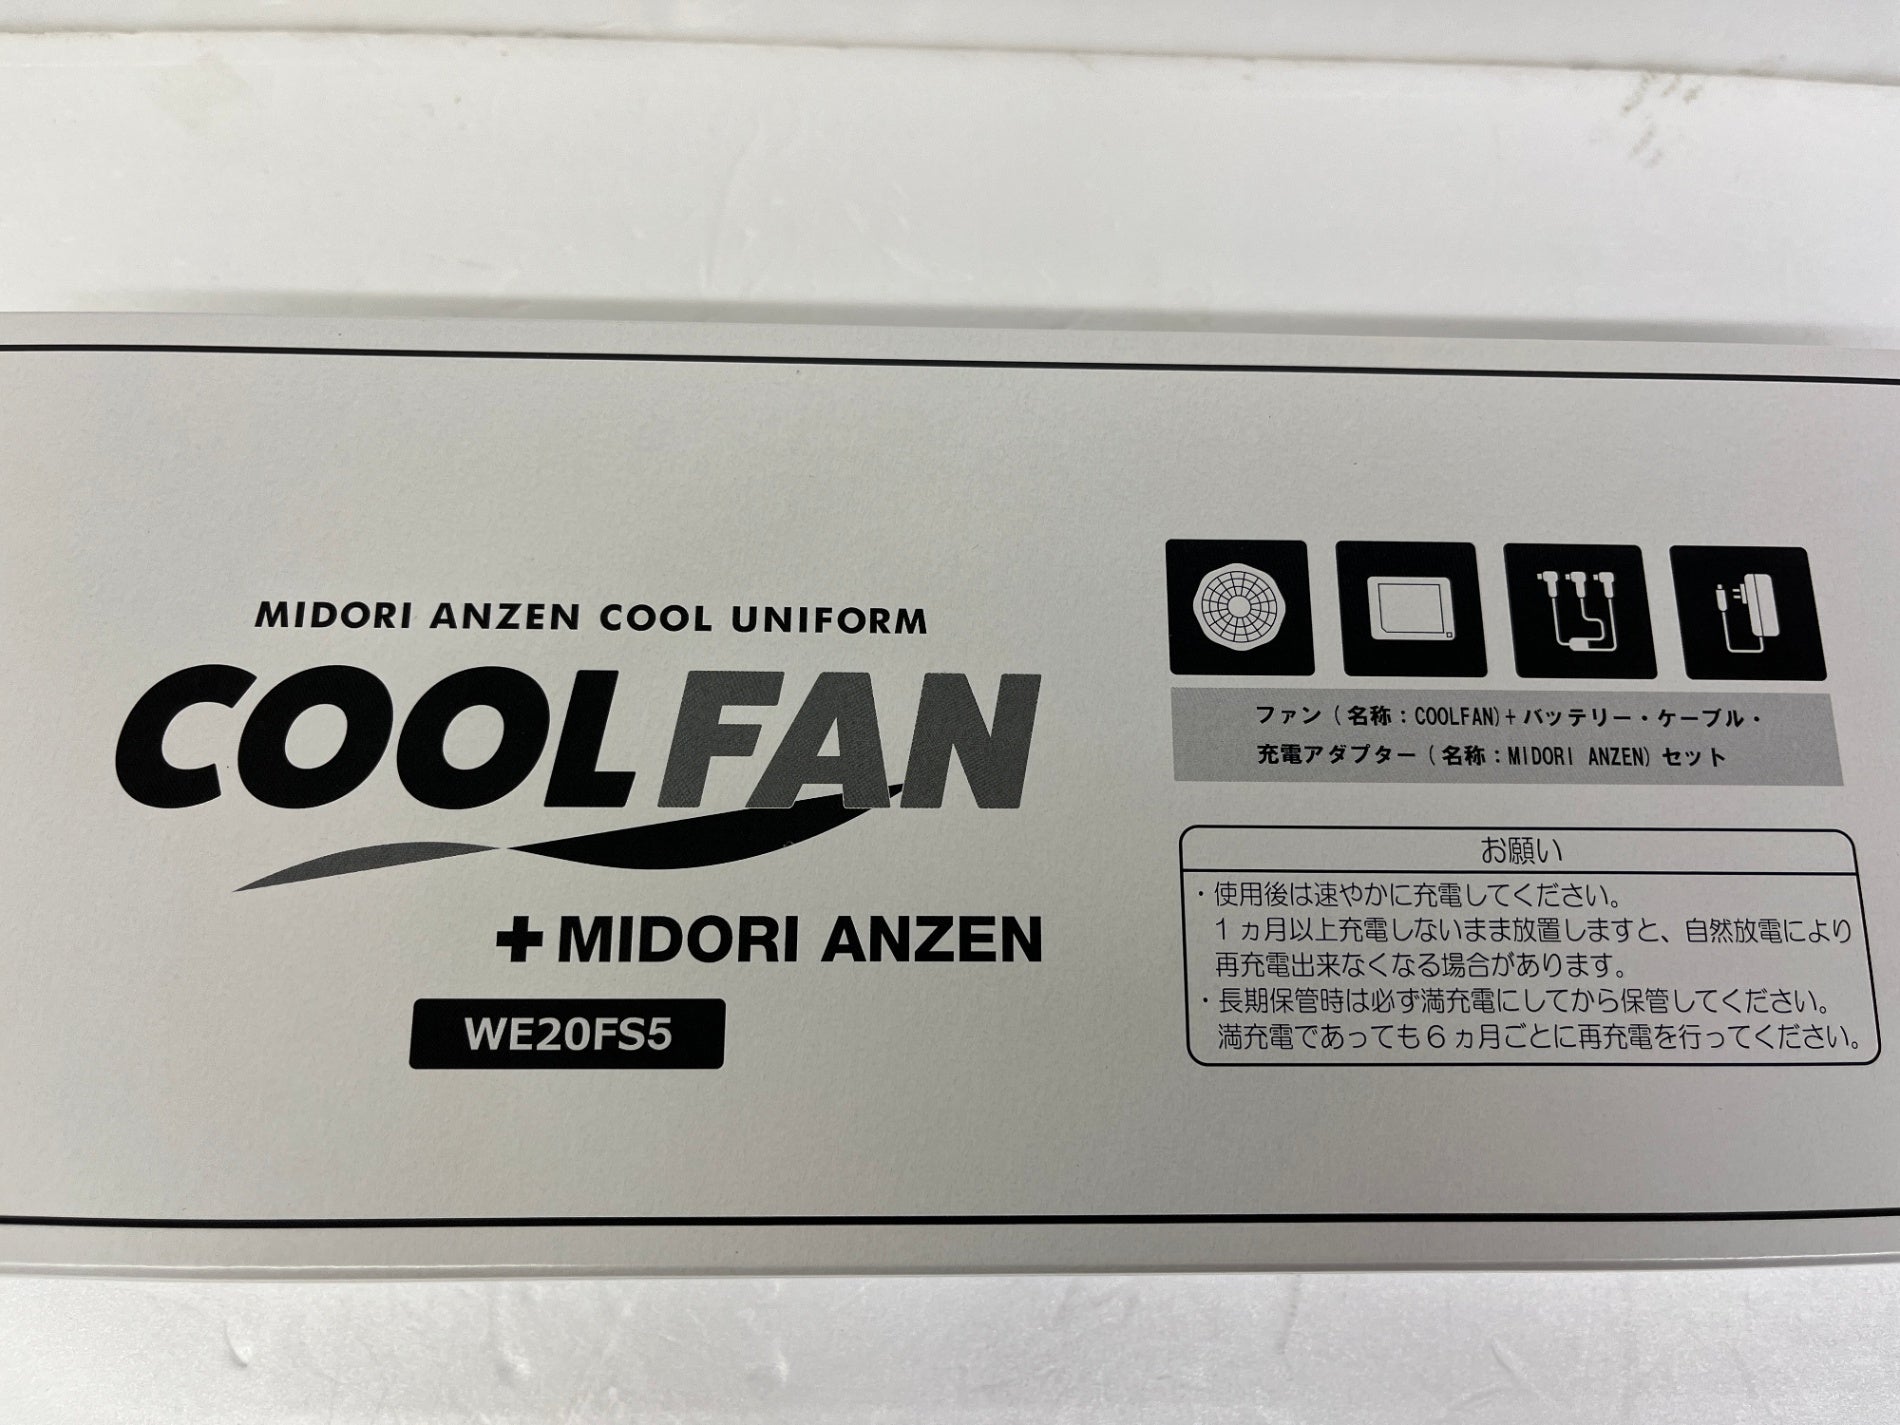 MIDORI ANZEN COOL UNIFORM
COOLFAN
+MIDORI ANZEN
WE20FS5
ファン(名称:COOLFAN)+バッテリー・ケーブル・
充電アダプター(名称:MIDORI ANZEN)セット
お願い
・使用後は速やかに充電してください。
1ヵ月以上充電しないまま放置しますと、自然放電により
再充電出来なくなる場合があります。
・長期保管時は必ず満充電にしてから保管してください。
満充電であっても6ヵ月ごとに再充電を行ってください。